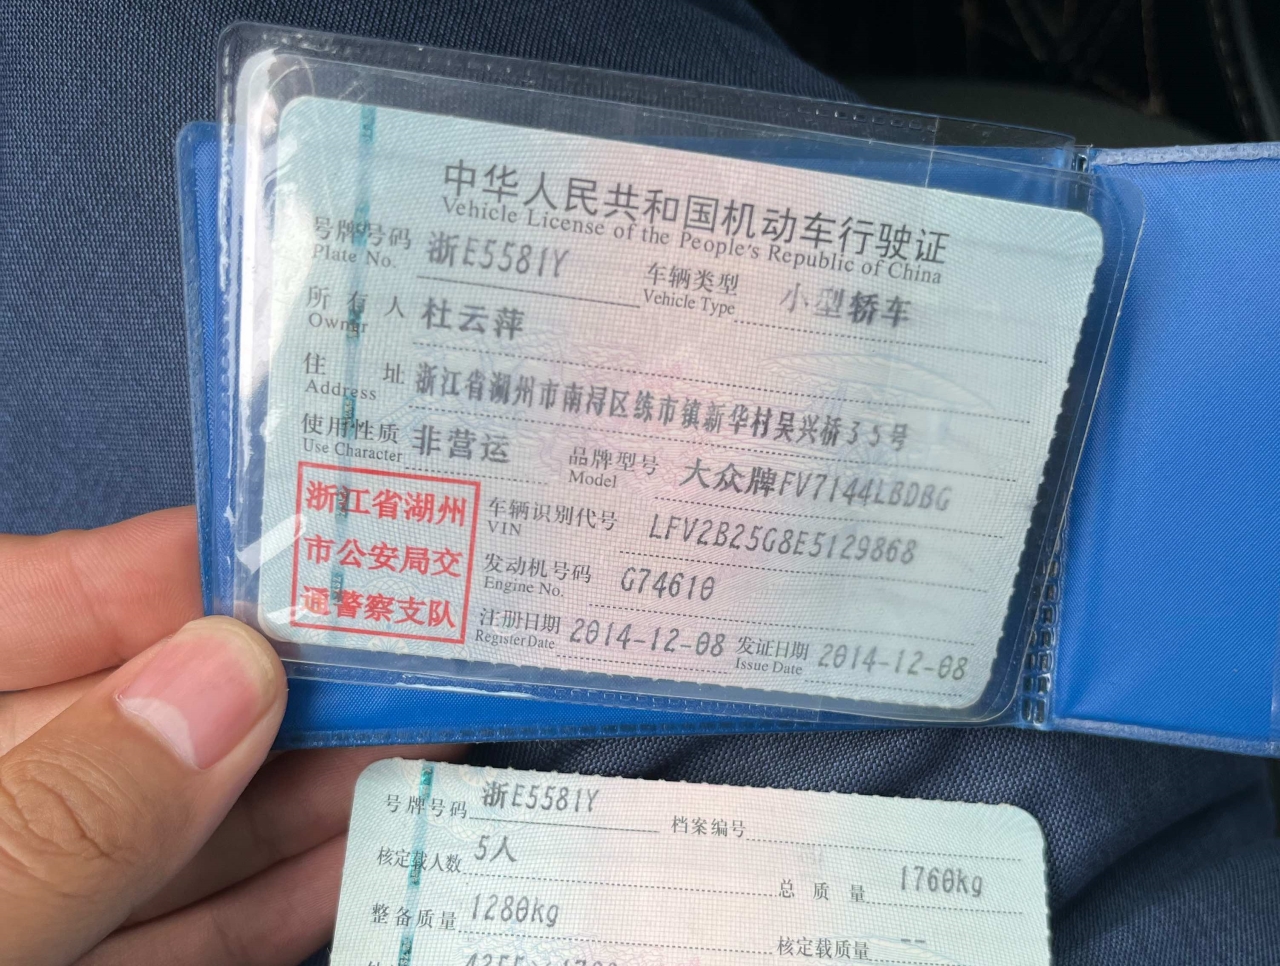 中华人民共和国机动车行驶证
Vehicle License of the People's Republic of China
号牌号码 浙E5581Y 车辆类型 小型轿车
Plate No. Vehicle Type
所有人 杜云萍
Owner
住址 浙江省湖州市南浔区练市镇新华村吴兴桥35号
Address
使用性质 非营运 品牌型号 大众牌FV7144LBDBG
Use Character Model
浙江省湖州
市公安局交
通警察支队
车辆识别代号 LFV2B25G8E5129868
VIN
发动机号码 G74610
Engine No.
注册日期 2014-12-08 发证日期 2014-12-08
Register Date Issue Date
号牌号码 浙E5581Y 档案编号
核定载人数 5人 总质量 1760kg
整备质量 1280kg 核定载质量 --